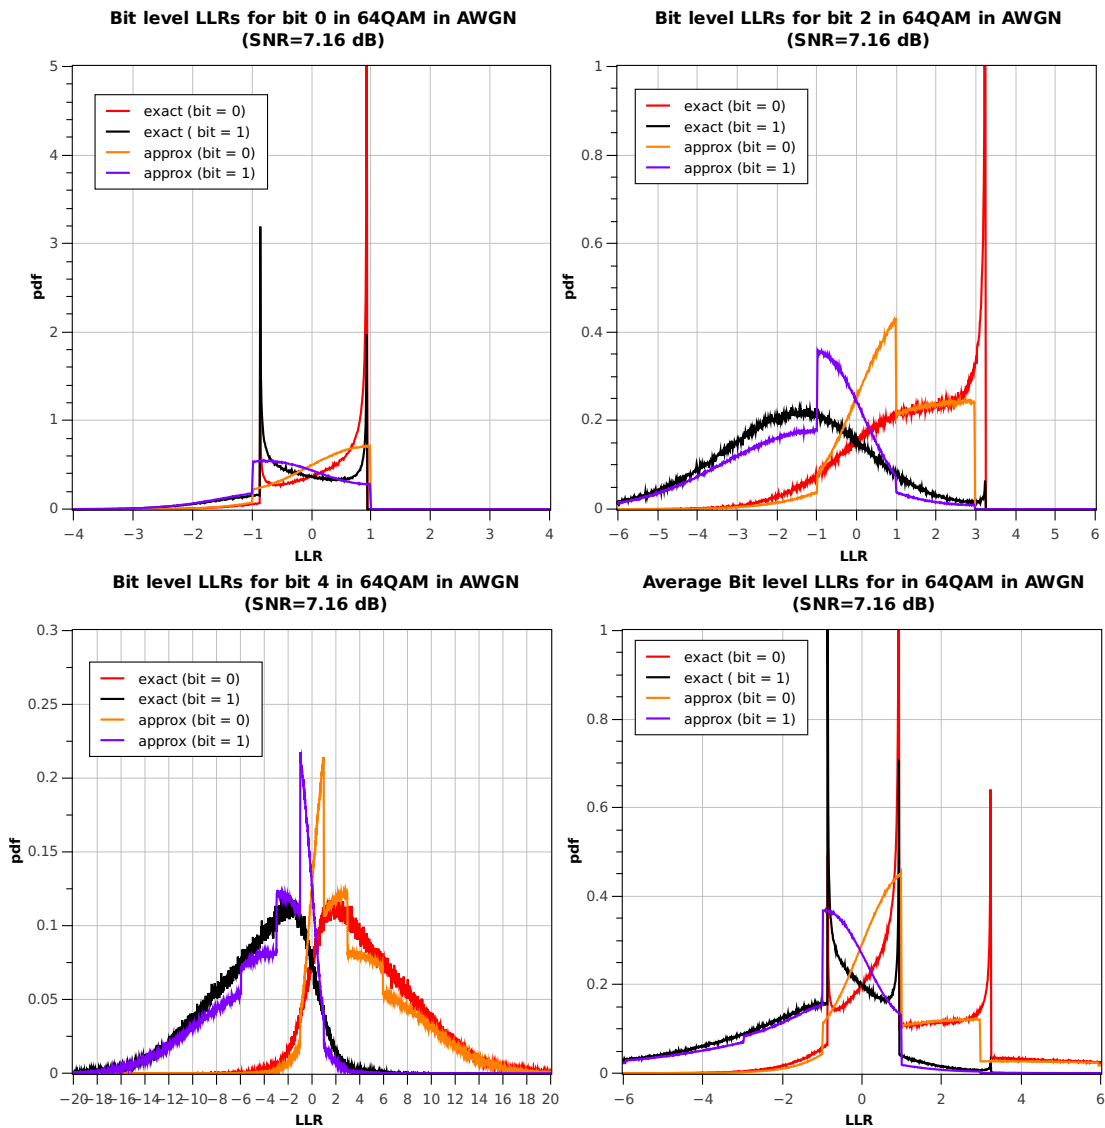 Bit level LLRs for bit 0 in 64QAM in AWGN
(SNR=7.16 dB)
5
4
3
2
1
0
pdf
exact (bit = 0)
exact ( bit = 1)
approx (bit = 0)
approx (bit = 1)
−4 −3 −2 −1 0 1 2 3 4
LLR
Bit level LLRs for bit 2 in 64QAM in AWGN
(SNR=7.16 dB)
1
0.8
0.6
0.4
0.2
0
pdf
exact (bit = 0)
exact (bit = 1)
approx (bit = 0)
approx (bit = 1)
−6 −5 −4 −3 −2 −1 0 1 2 3 4 5 6
LLR
Bit level LLRs for bit 4 in 64QAM in AWGN
(SNR=7.16 dB)
0.3
0.25
0.2
0.15
0.1
0.05
0
pdf
exact (bit = 0)
exact (bit = 1)
approx (bit = 0)
approx (bit = 1)
−20 −18 −16 −14 −12 −10 −8 −6 −4 −2 0 2 4 6 8 10 12 14 16 18 20
LLR
Average Bit level LLRs for in 64QAM in AWGN
(SNR=7.16 dB)
1
0.8
0.6
0.4
0.2
0
pdf
exact (bit = 0)
exact ( bit = 1)
approx (bit = 0)
approx (bit = 1)
−6 −4 −2 0 2 4 6
LLR